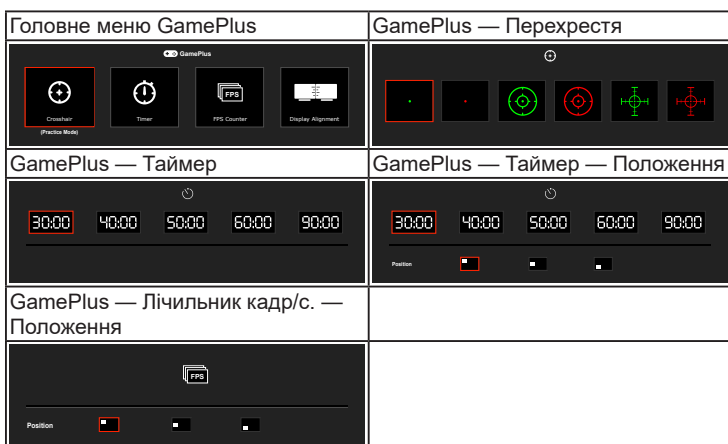 Головне меню GamePlus
GamePlus — Перехрестя
GamePlus
Crosshair
Timer
FPS
FPS Counter
Display Alignment
(Practice Mode)
GamePlus — Таймер
GamePlus — Таймер — Положення
30:00 40:00 50:00 60:00 90:00
30:00 40:00 50:00 60:00 90:00
Position
GamePlus — Лічильник кадр/с. —
Положення
FPS
Position